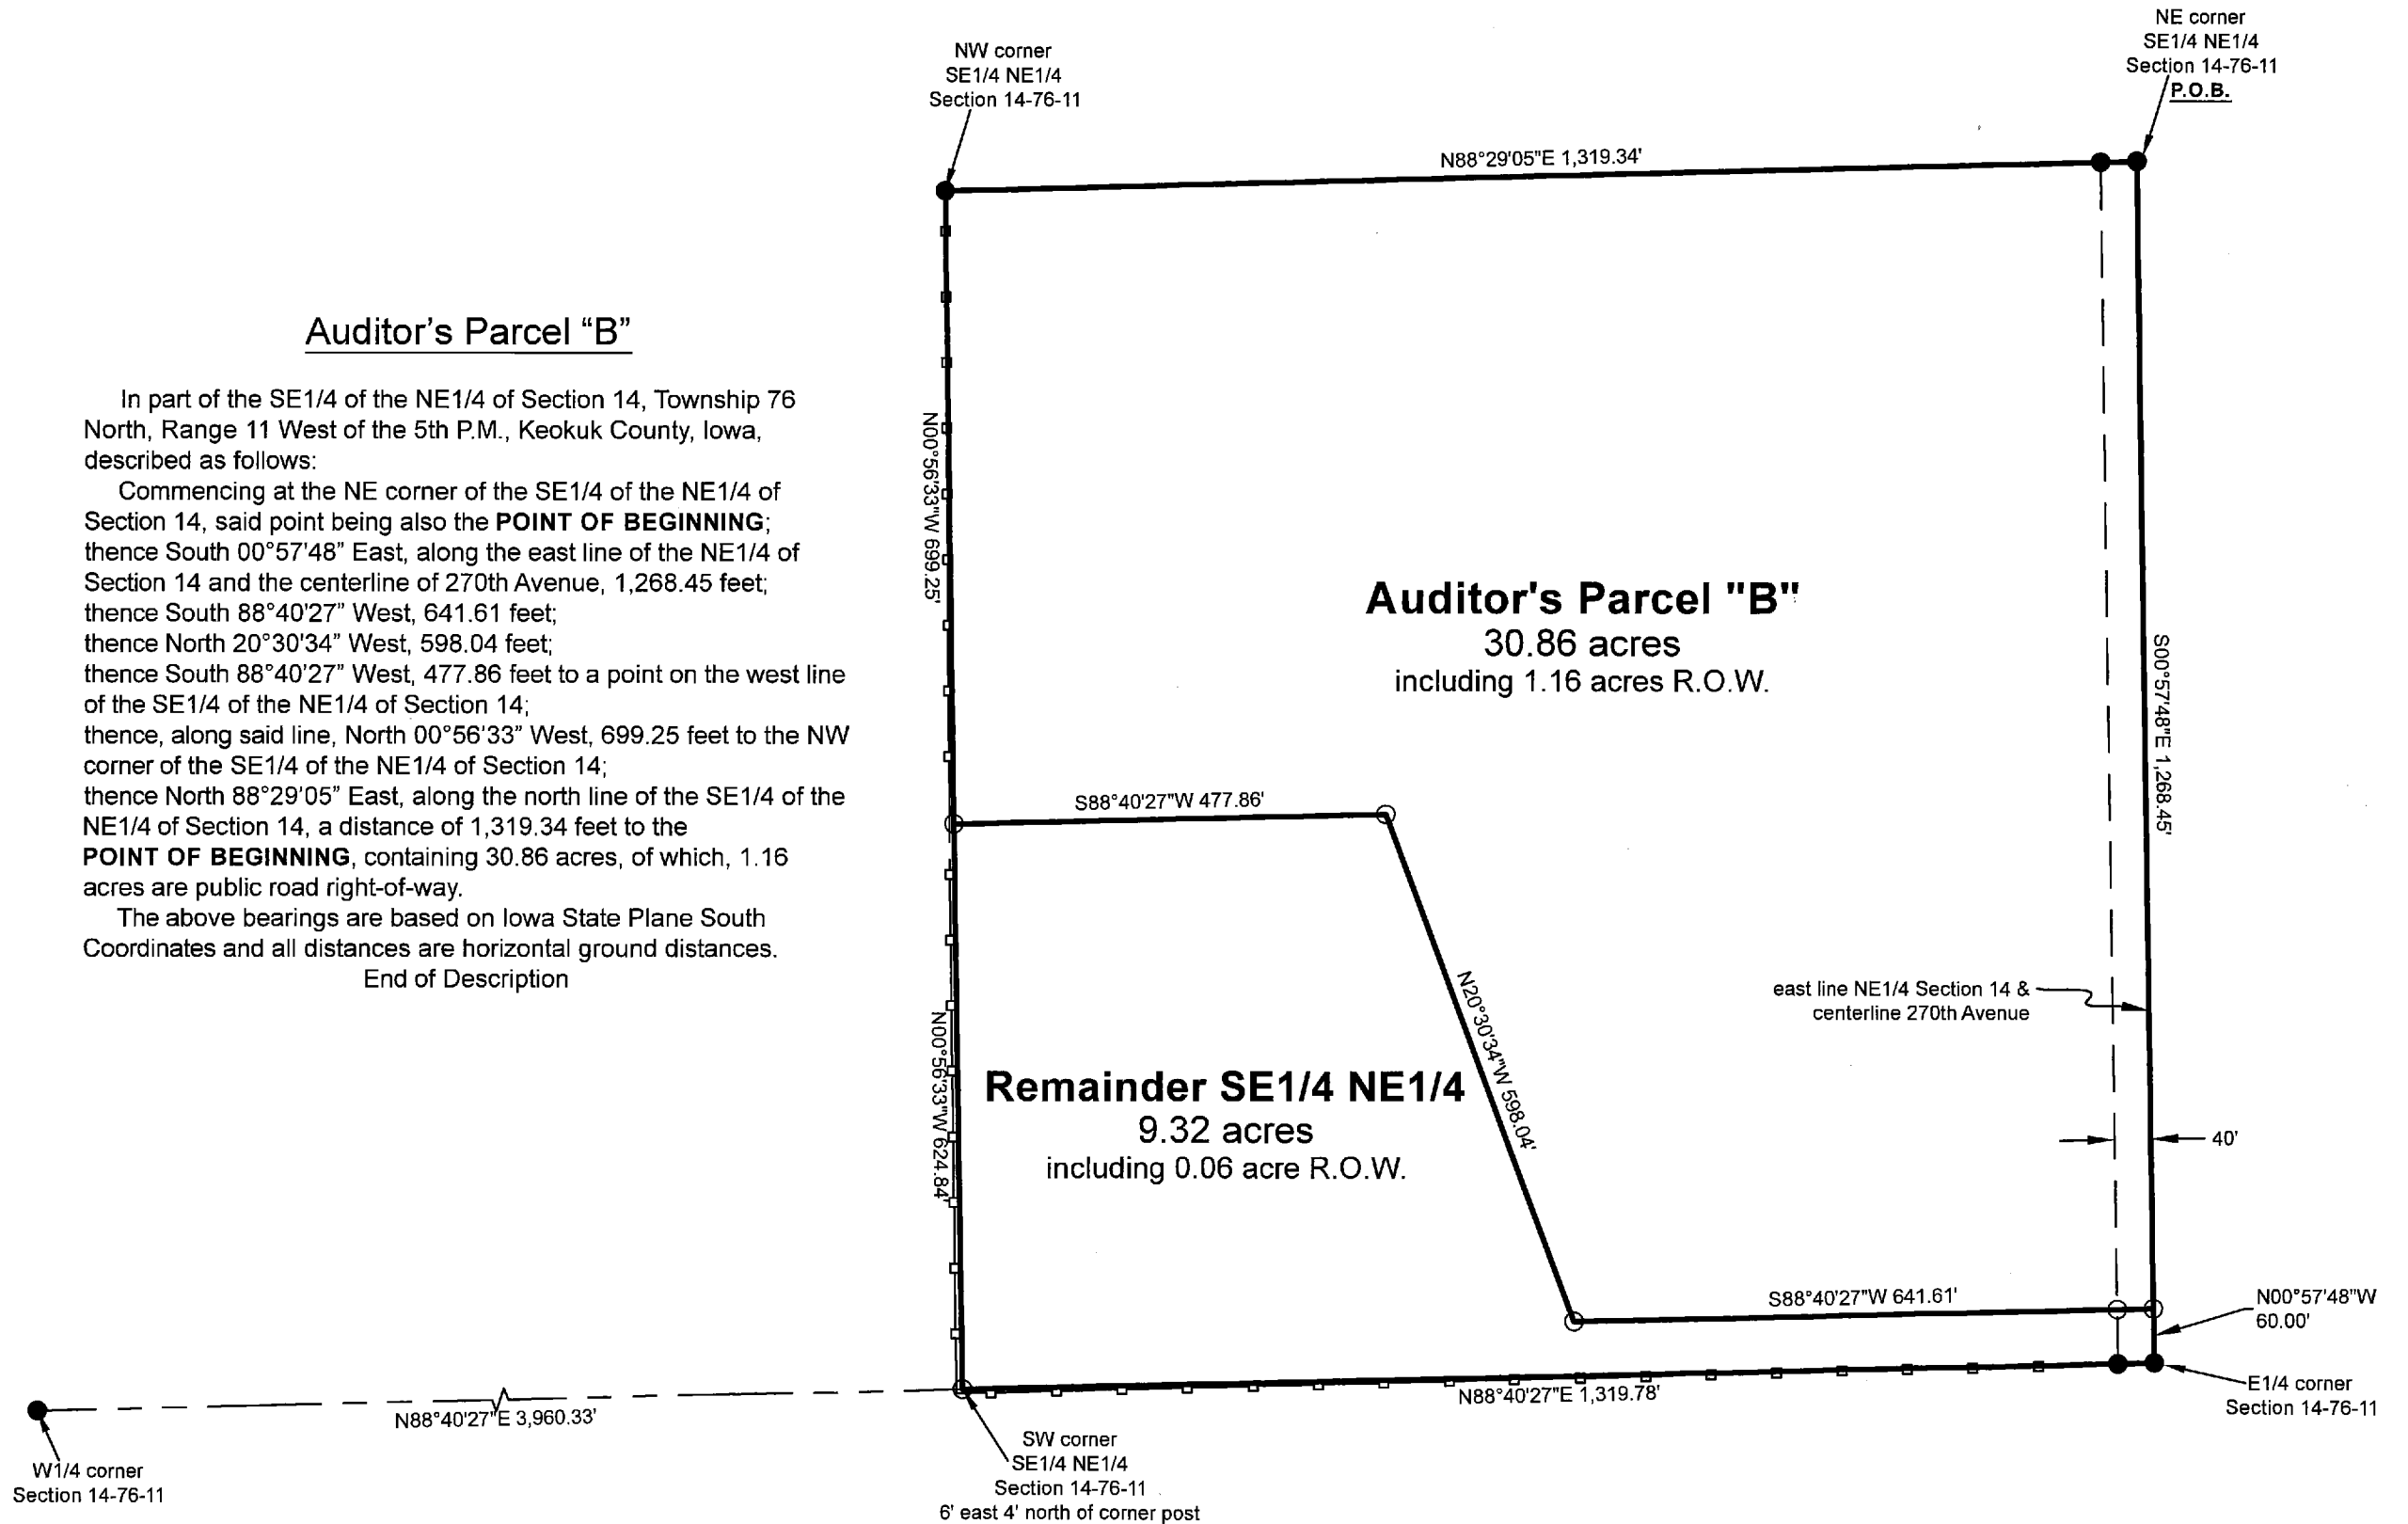 NE corner
SE1/4 NE1/4
Section 14-76-11
P.O.B.
NW corner
SE1/4 NE1/4
Section 14-76-11
N88°29'05"E 1,319.34'
Auditor's Parcel “B”
In part of the SE1/4 of the NE1/4 of Section 14, Township 76
North, Range 11 West of the 5th P.M., Keokuk County, Iowa,
described as follows:
Commencing at the NE corner of the SE1/4 of the NE1/4 of
Section 14, said point being also the POINT OF BEGINNING;
thence South 00°57'48” East, along the east line of the NE1/4 of
Section 14 and the centerline of 270th Avenue, 1,268.45 feet;
thence South 88°40'27” West, 641.61 feet;
thence North 20°30'34” West, 598.04 feet;
thence South 88°40'27” West, 477.86 feet to a point on the west line
of the SE1/4 of the NE1/4 of Section 14;
thence, along said line, North 00°56'33” West, 699.25 feet to the NW
corner of the SE1/4 of the NE1/4 of Section 14;
thence North 88°29'05” East, along the north line of the SE1/4 of the
NE1/4 of Section 14, a distance of 1,319.34 feet to the
POINT OF BEGINNING, containing 30.86 acres, of which, 1.16
acres are public road right-of-way.
The above bearings are based on Iowa State Plane South
Coordinates and all distances are horizontal ground distances.
End of Description
N00°56'33"W 699.25'
Auditor's Parcel "B"
30.86 acres
including 1.16 acres R.O.W.
S00°57'48"E 1,268.45'
S88°40'27"W 477.86'
N20°30'34"W 598.04'
east line NE1/4 Section 14 &
centerline 270th Avenue
N00°56'33"W 624.84'
Remainder SE1/4 NE1/4
9.32 acres
including 0.06 acre R.O.W.
40'
S88°40'27"W 641.61'
N00°57'48"W
60.00'
N88°40'27"E 1,319.78'
E1/4 corner
Section 14-76-11
N88°40'27"E 3,960.33'
W1/4 corner
Section 14-76-11
SW corner
SE1/4 NE1/4
Section 14-76-11
6' east 4' north of corner post